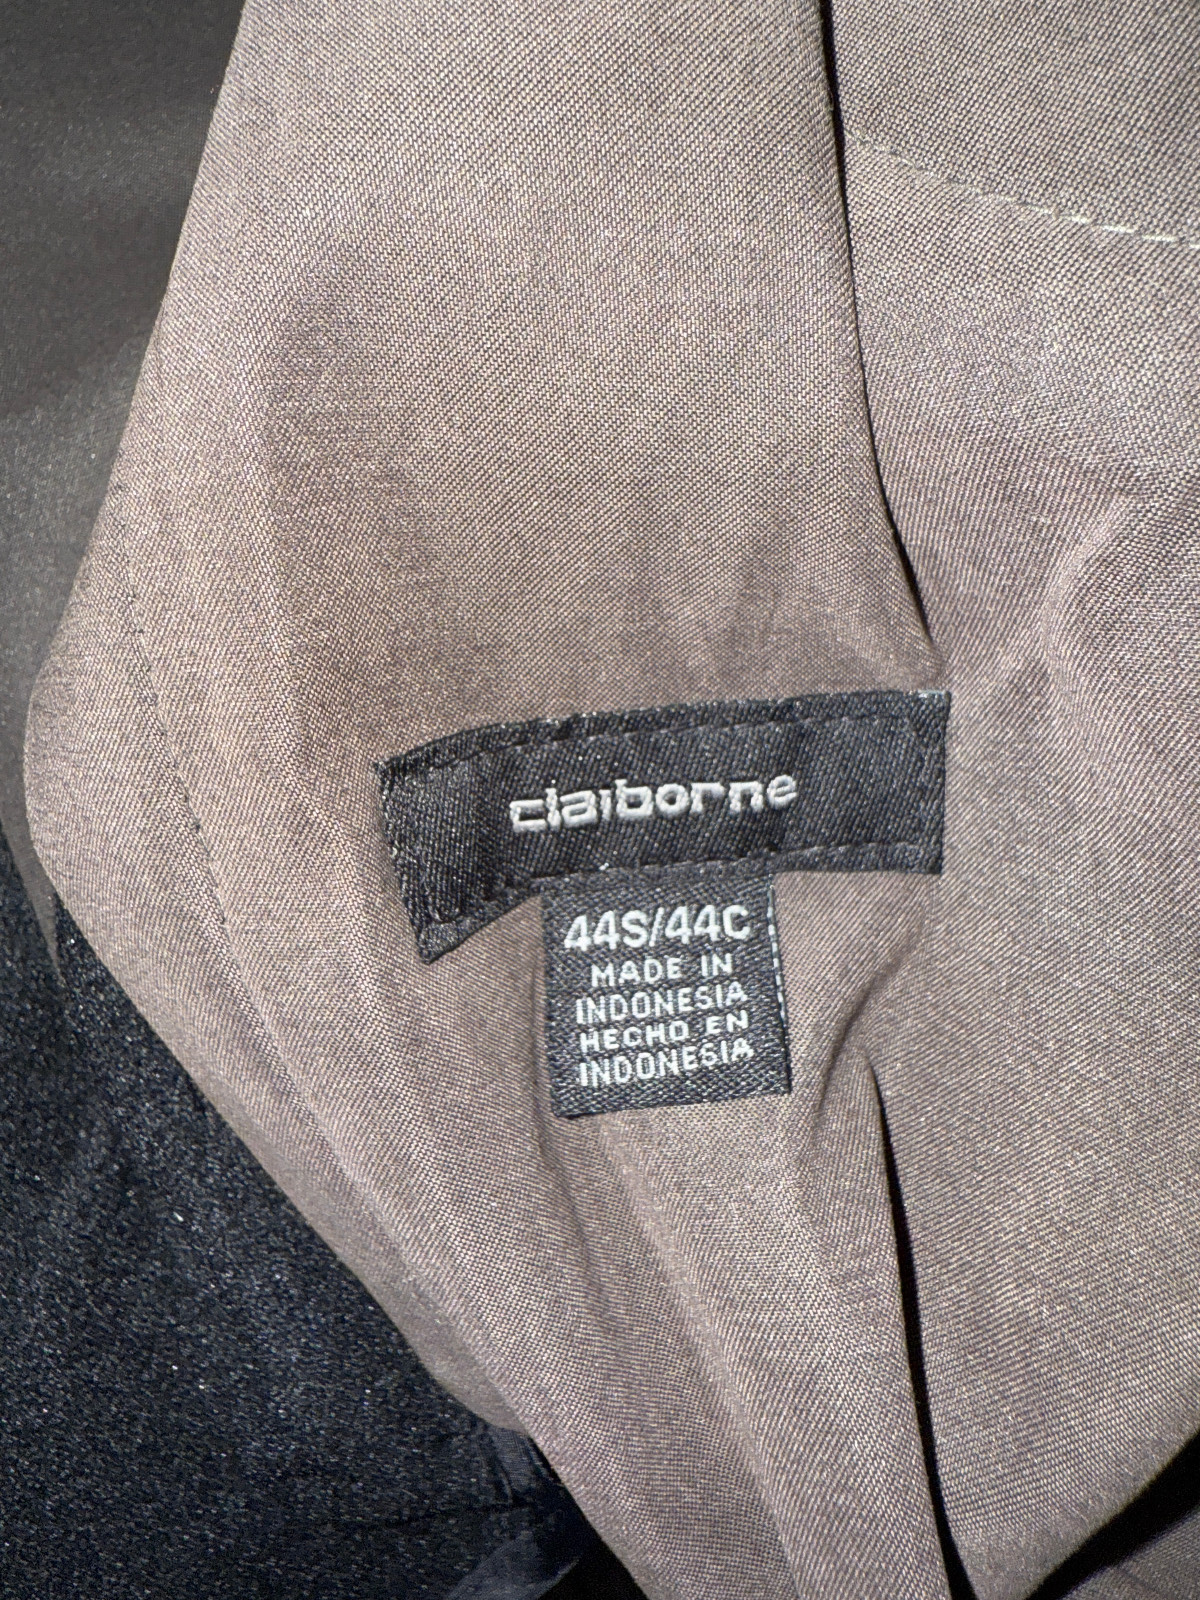 claiborne
44S/44C
MADE IN
INDONESIA
HECHO EN
INDONESIA